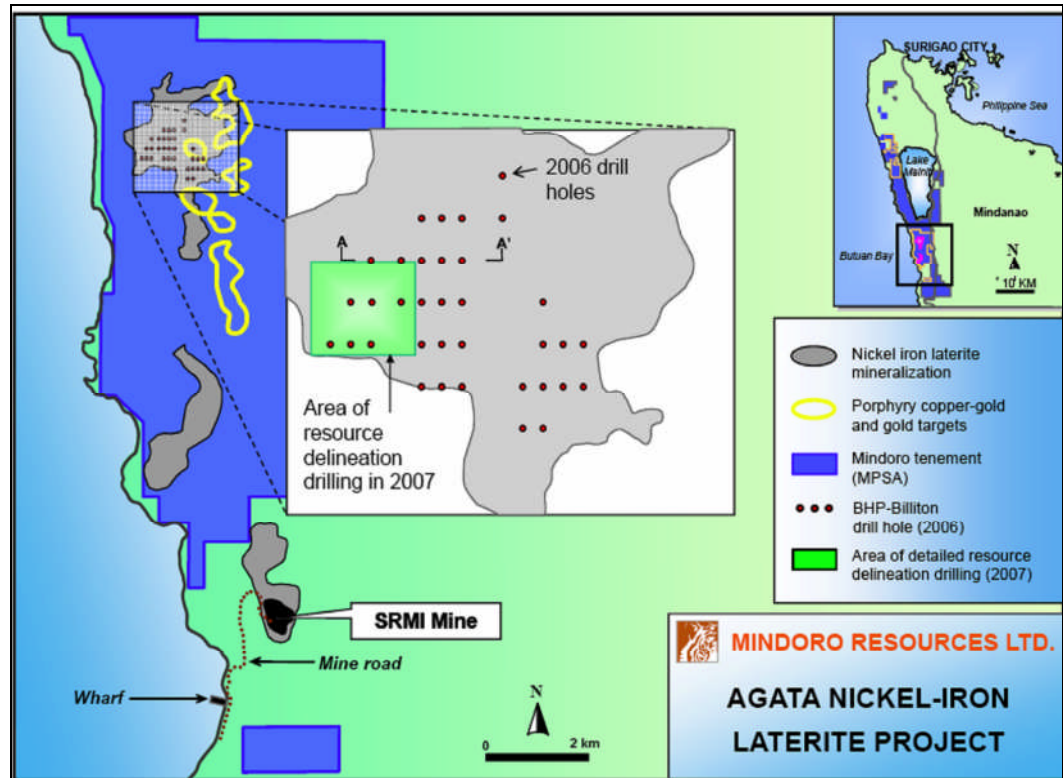 2006 drill
holes
A
A'
Area of
resource
delineation
drilling in 2007
SRMI Mine
Mine road
Wharf
N
0
2 km
SURIGAO CITY
Philippine Sea
Lake
Mainit
Mindanao
Butuan Bay
N
10 KM
Nickel iron laterite
mineralization
Porphyry copper-gold
and gold targets
Mindoro tenement
(MPSA)
BHP-Billiton
drill hole (2006)
Area of detailed resource
delineation drilling (2007)
MINDORO RESOURCES LTD.
AGATA NICKEL-IRON
LATERITE PROJECT